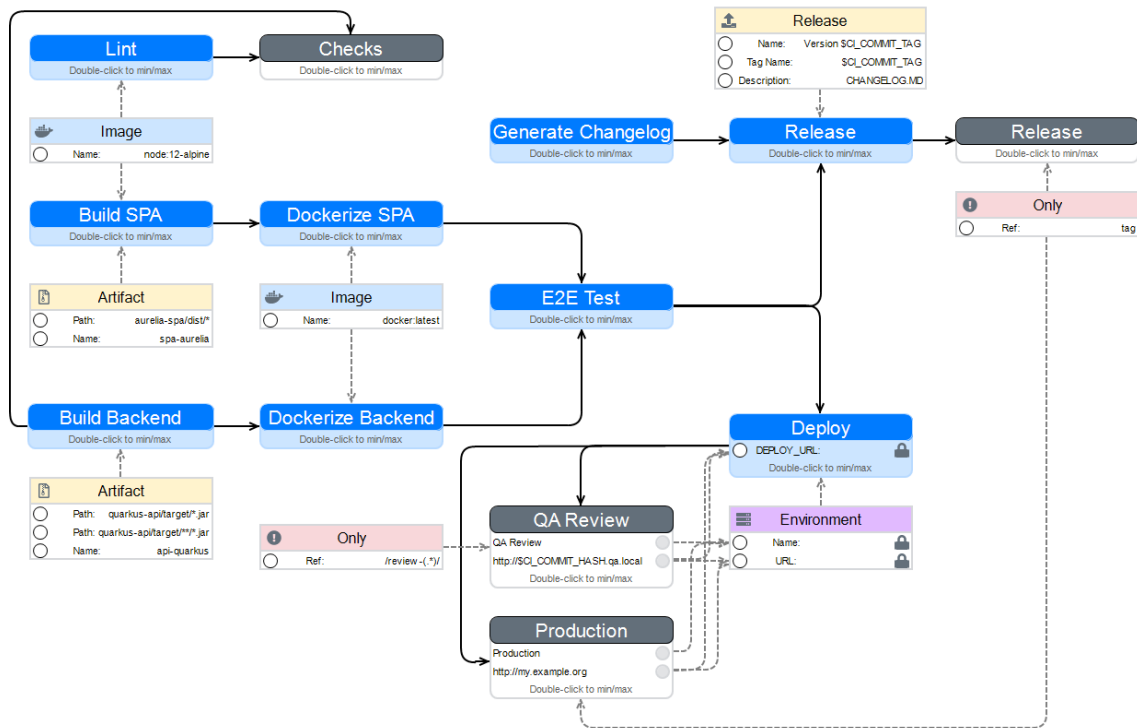 Lint
Double-click to min/max
Checks
Double-click to min/max
Release
Name: Version $CI_COMMIT_TAG
Tag Name: $CI_COMMIT_TAG
Description: CHANGELOG.MD
Image
Name: node:12-alpine
Generate Changelog
Double-click to min/max
Release
Double-click to min/max
Release
Double-click to min/max
Only
Ref: tag
Build SPA
Double-click to min/max
Dockerize SPA
Double-click to min/max
Artifact
Path: aurelia-spa/dist/*
Name: spa-aurelia
Image
Name: docker:latest
E2E Test
Double-click to min/max
Build Backend
Double-click to min/max
Dockerize Backend
Double-click to min/max
Deploy
DEPLOY_URL:
Double-click to min/max
Artifact
Path: quarkus-api/target/*.jar
Path: quarkus-api/target/**/*.jar
Name: api-quarkus
Only
Ref: /review-(.*)/
QA Review
QA Review
http://$CI_COMMIT_HASH.qa.local
Double-click to min/max
Environment
Name:
URL:
Production
Production
http://my.example.org
Double-click to min/max